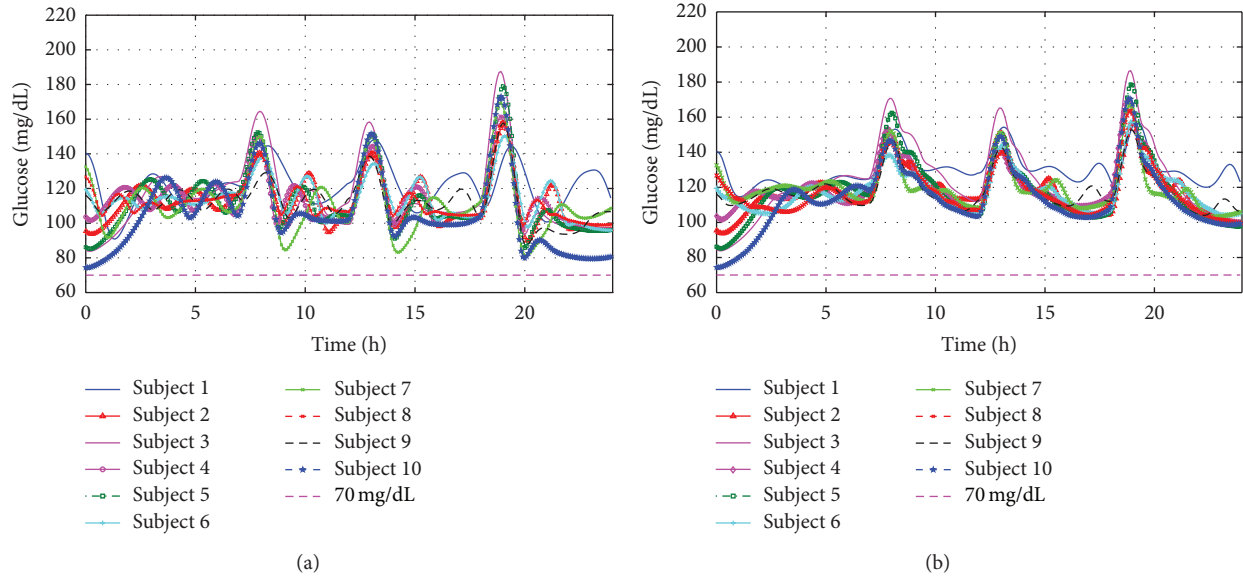 220
200
180
160
140
120
100
80
60
Glucose (mg/dL)
0 5 10 15 20
Time (h)
Subject 1
Subject 2
Subject 3
Subject 4
Subject 5
Subject 6
Subject 7
Subject 8
Subject 9
Subject 10
70 mg/dL
(a)
220
200
180
160
140
120
100
80
60
Glucose (mg/dL)
0 5 10 15 20
Time (h)
Subject 1
Subject 2
Subject 3
Subject 4
Subject 5
Subject 6
Subject 7
Subject 8
Subject 9
Subject 10
70 mg/dL
(b)